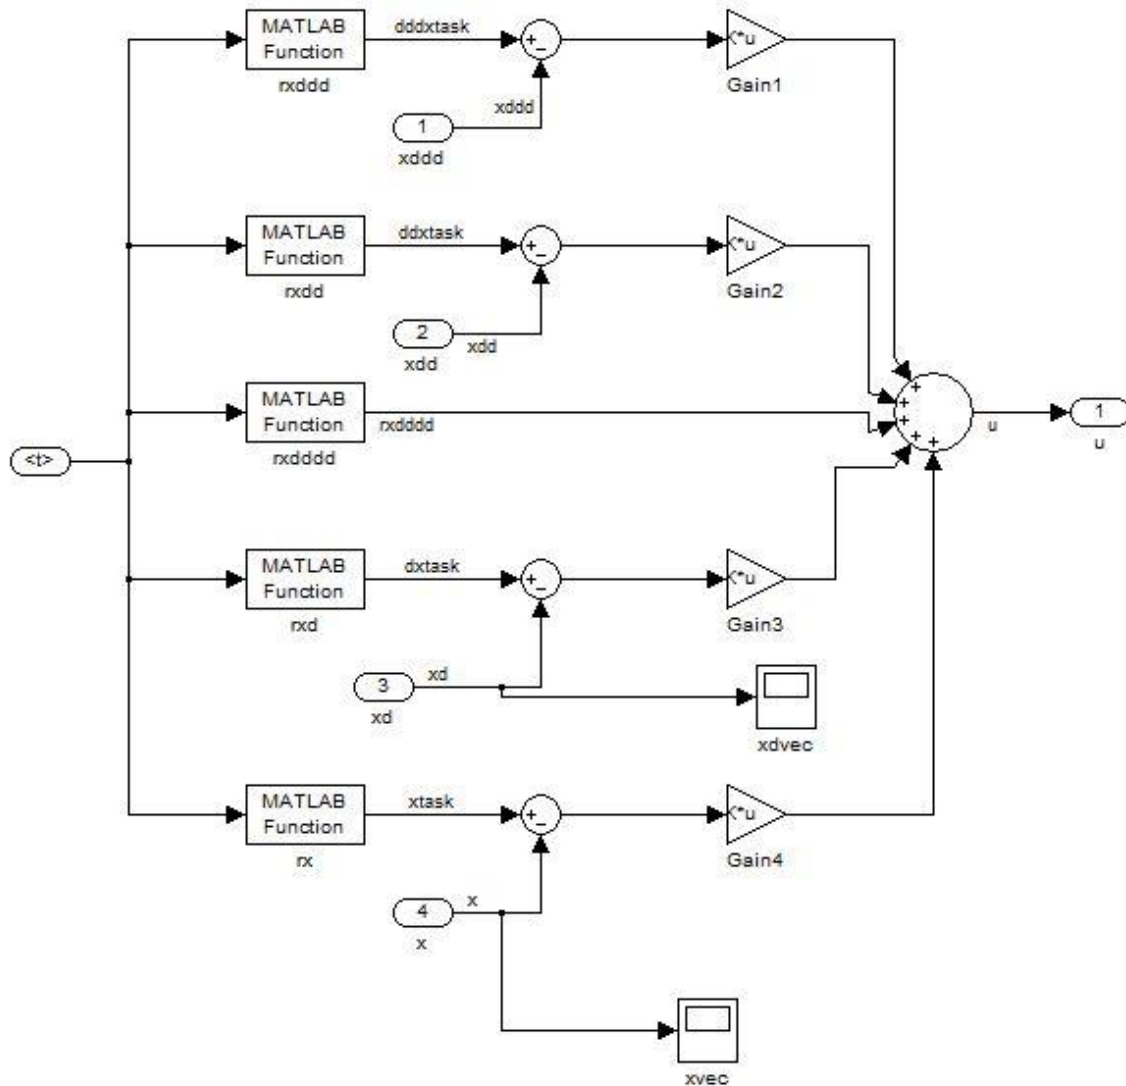 MATLAB
Function
rxddd
dddxtask
+
−
xddd
1
xddd
<*u
Gain1
MATLAB
Function
rxdd
ddxtask
+
−
xdd
2
xdd
<*u
Gain2
MATLAB
Function
rxdddd
rxdddd
<t>
+
+
+
+
+
u
1
u
MATLAB
Function
rxd
dxtask
+
−
xd
3
xd
<*u
Gain3
xdvec
MATLAB
Function
rx
xtask
+
−
x
4
x
<*u
Gain4
xvec